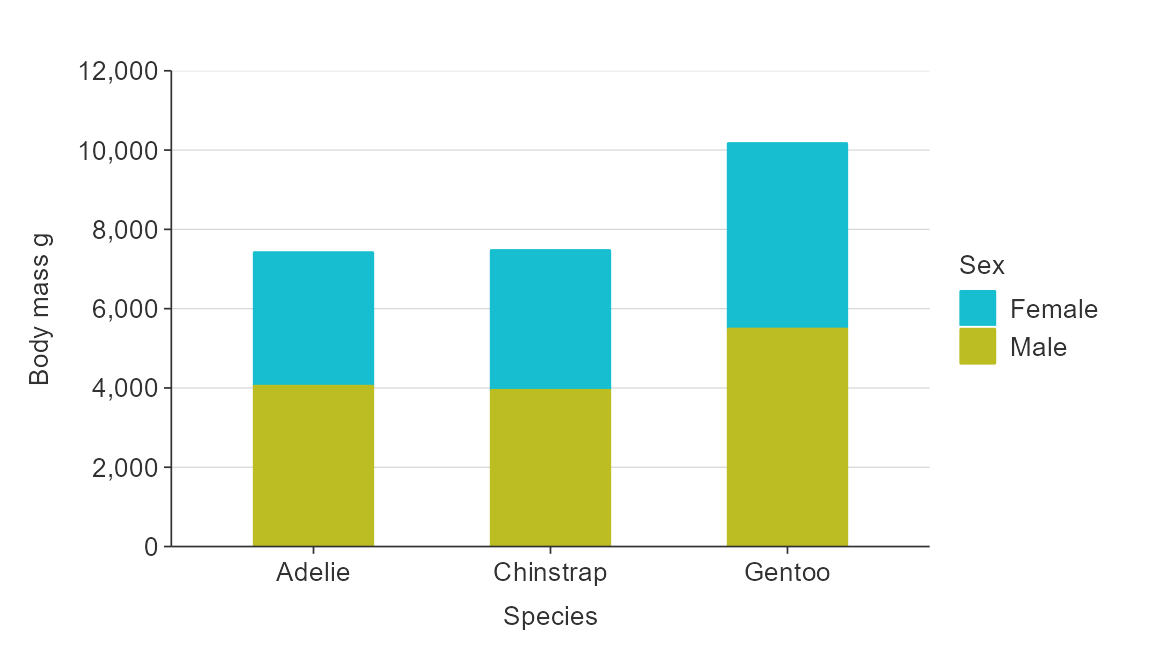 12,000
10,000
8,000
6,000
4,000
2,000
0
Body mass g
Adelie
Chinstrap
Gentoo
Species
Sex
Female
Male